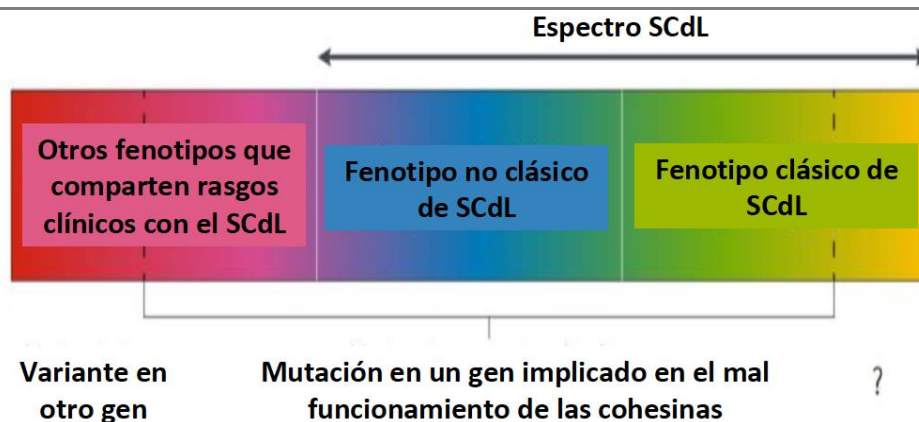 Espectro SCdL
Otros fenotipos que
comparten rasgos
clínicos con el SCdL
Fenotipo no clásico
de SCdL
Fenotipo clásico de
SCdL
Variante en
otro gen
Mutación en un gen implicado en el mal
funcionamiento de las cohesinas
?